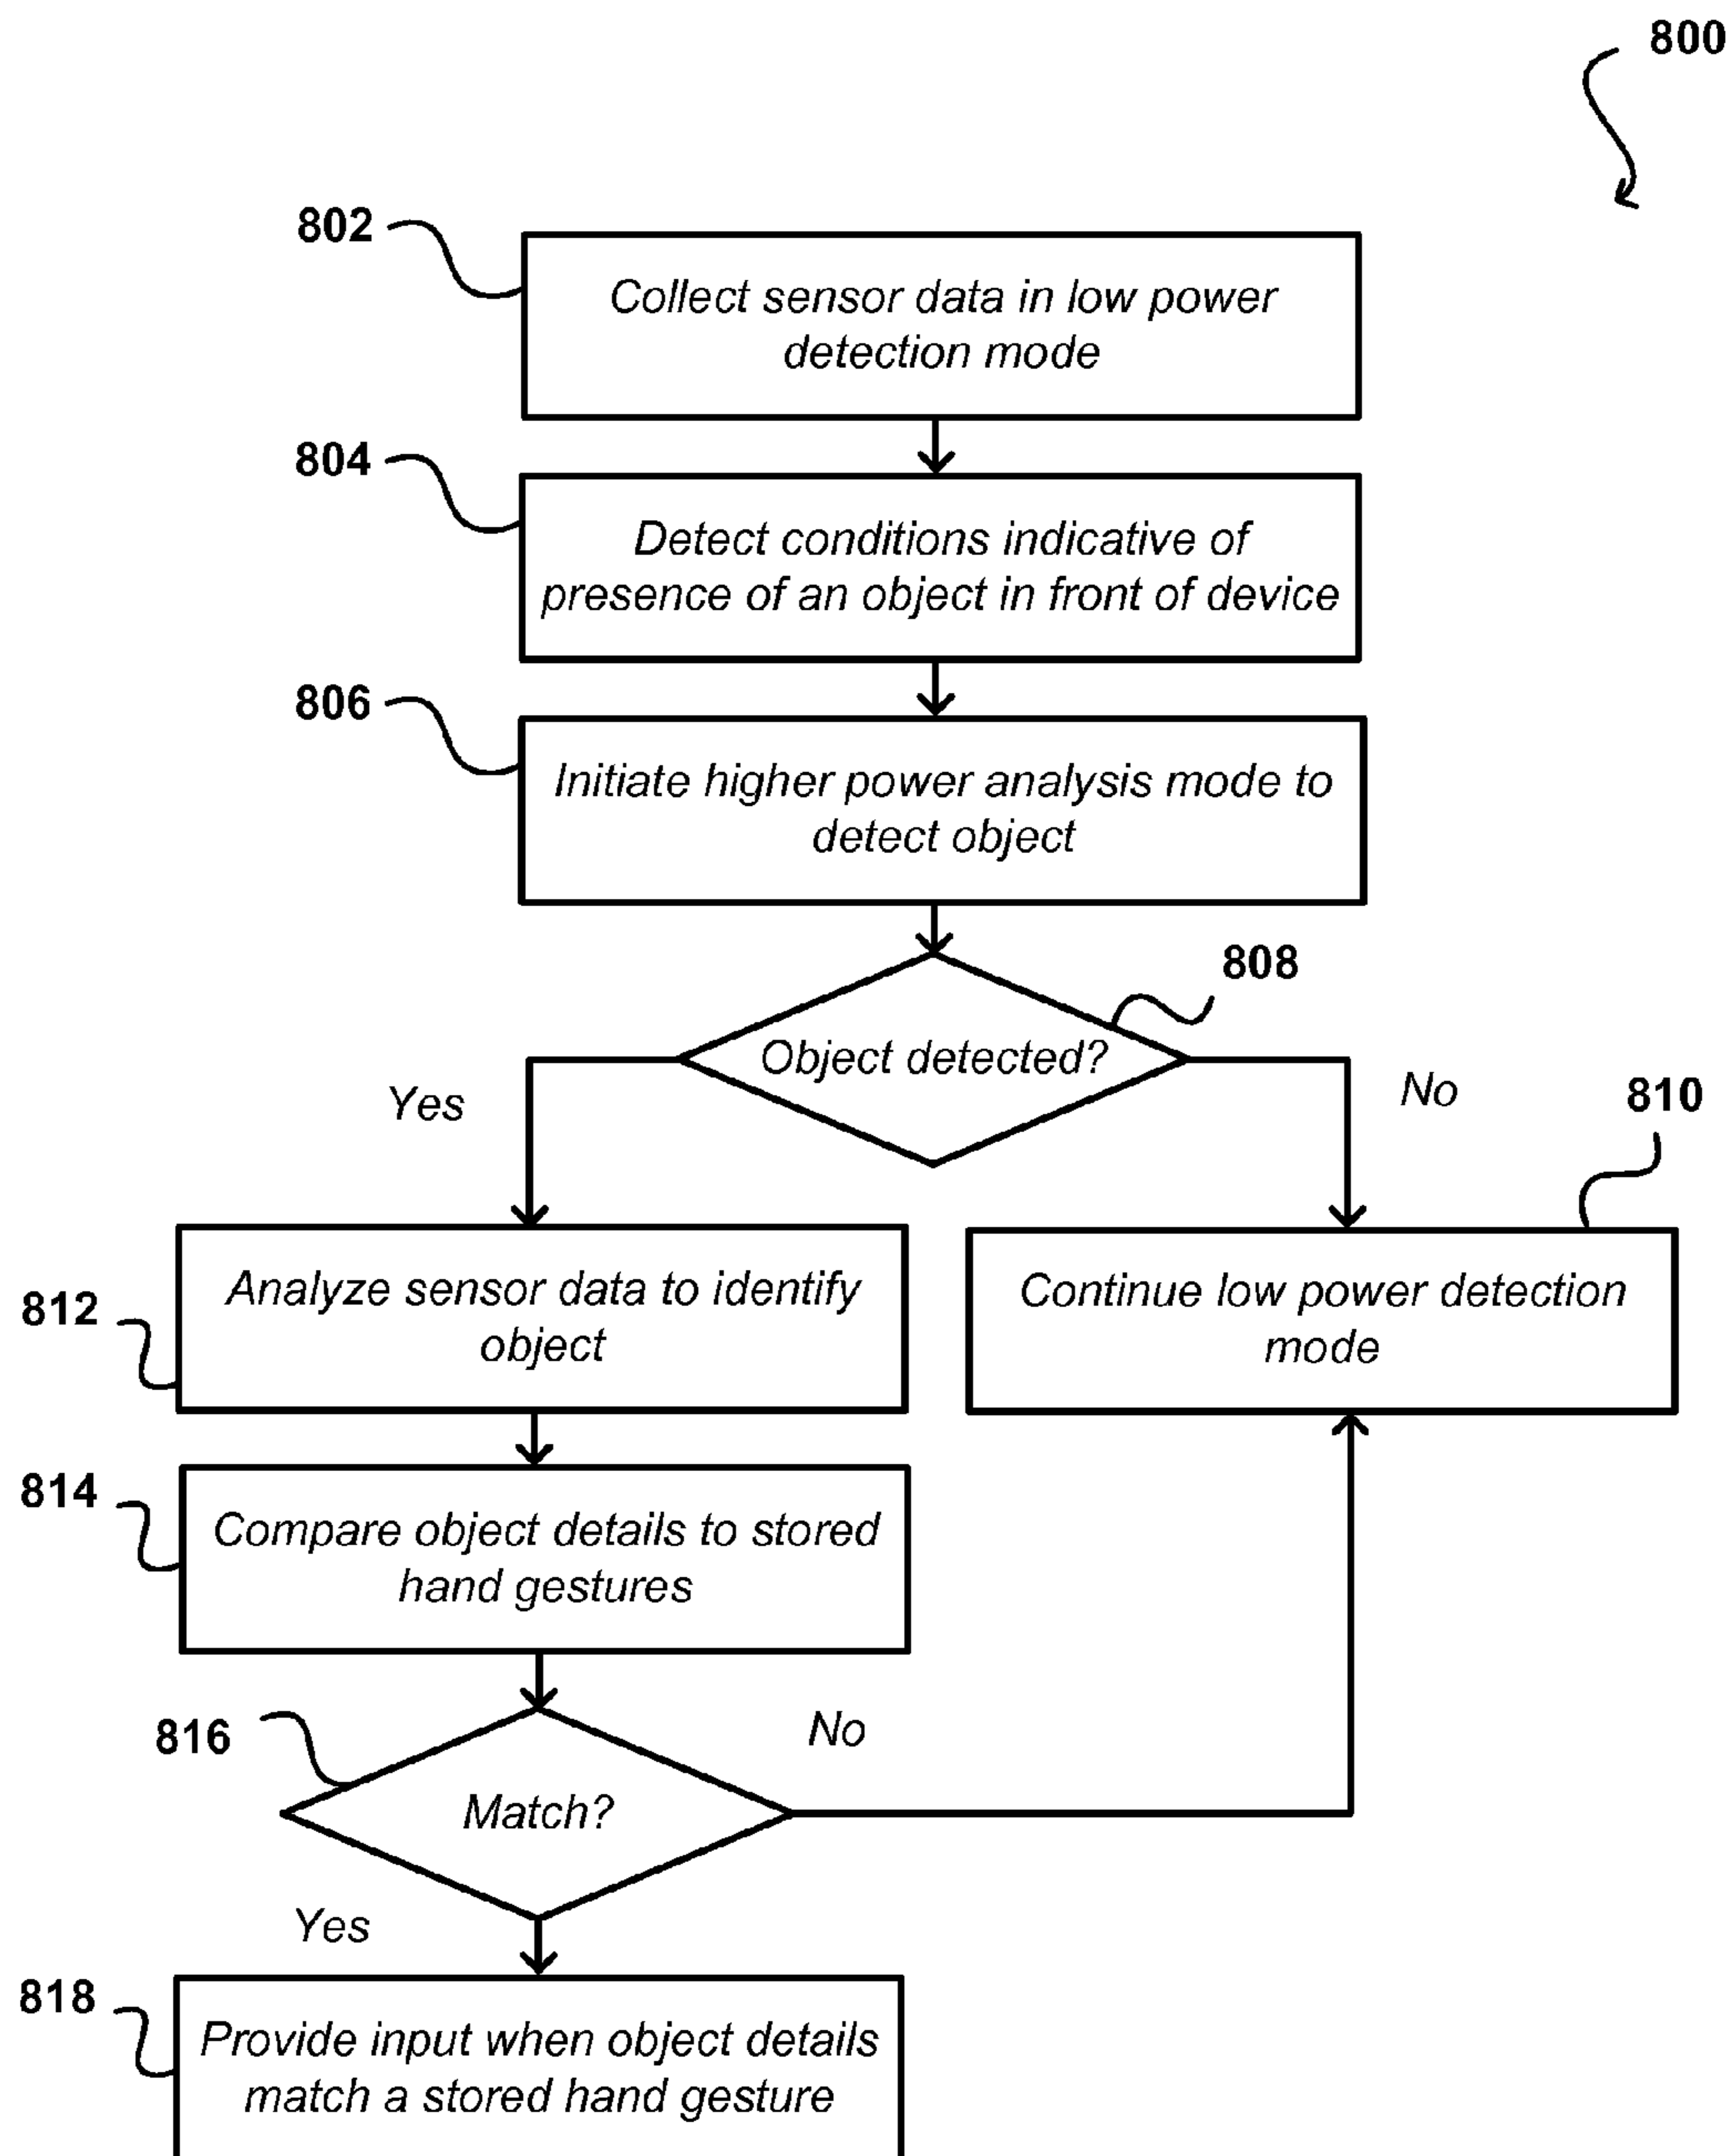 800
802
Collect sensor data in low power
detection mode
804
Detect conditions indicative of
presence of an object in front of device
806
Initiate higher power analysis mode to
detect object
808
Object detected?
Yes
No
810
812
Analyze sensor data to identify
object
Continue low power detection
mode
814
Compare object details to stored
hand gestures
816
No
Match?
Yes
818
Provide input when object details
match a stored hand gesture